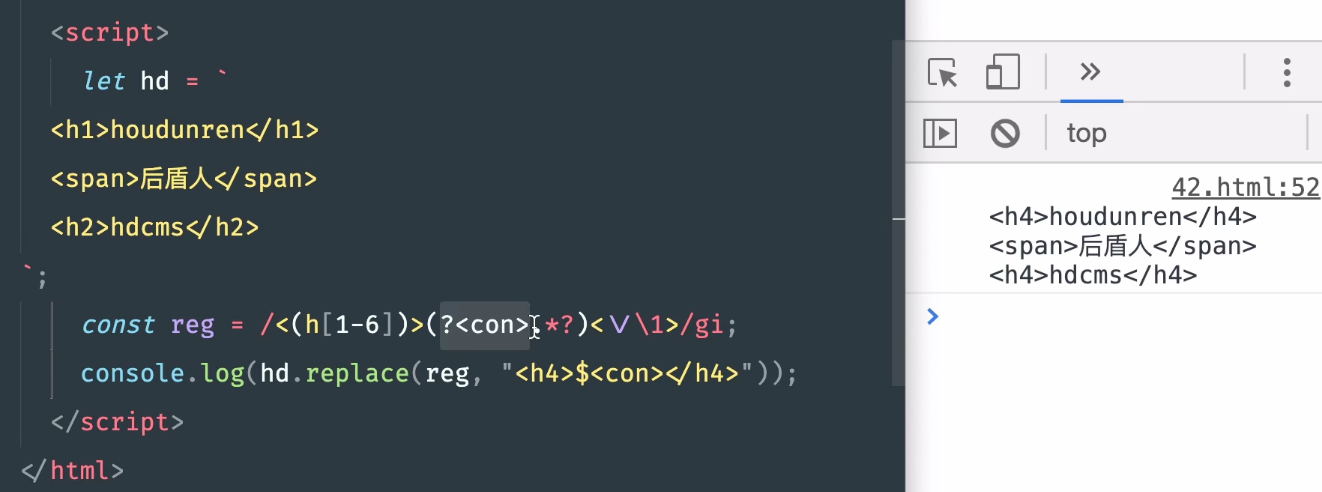 <script>
let hd = `
<h1>houdunren</h1>
<span>后盾人</span>
<h2>hdcms</h2>
`;
const reg = /<(h[1-6])>(?<con>.*?)<\/\1>/gi;
console.log(hd.replace(reg, "<h4>$<con></h4>"));
</script>
</html>
top
42.html:52
<h4>houdunren</h4>
<span>后盾人</span>
<h4>hdcms</h4>